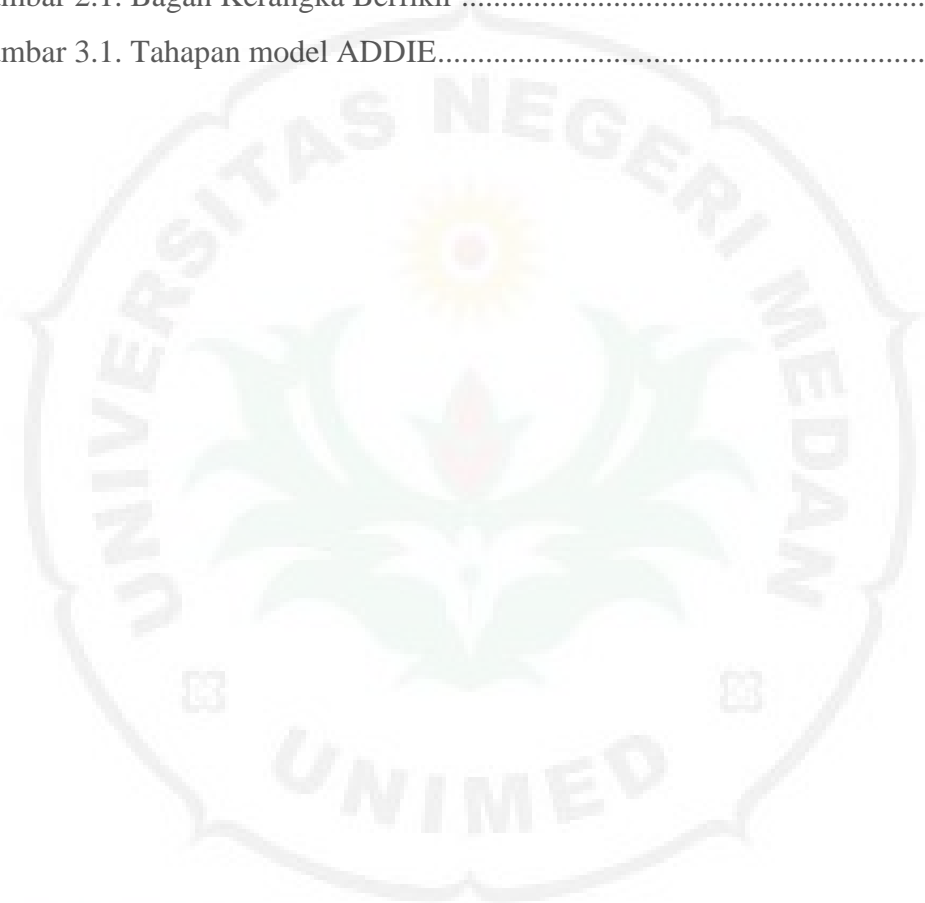 mbar 2.1. Bagan Kerangka Berfikir ..........................................................
mbar 3.1. Tahapan model ADDIE..............................................................
UNIVERSITAS NEGERI MEDAN
UNIMED